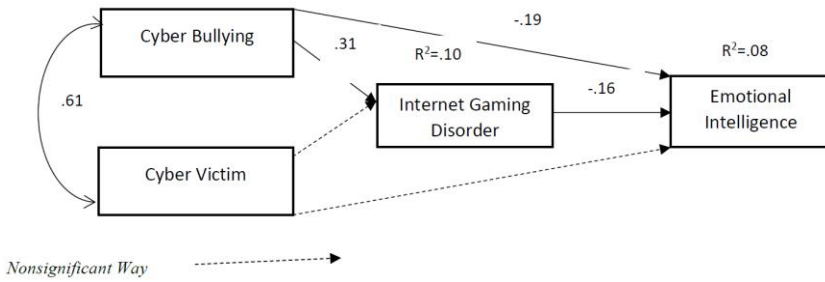 Cyber Bullying
-.19
.31
R²=.10
R²=.08
.61
Internet Gaming
Disorder
-.16
Emotional
Intelligence
Cyber Victim
Nonsignificant Way